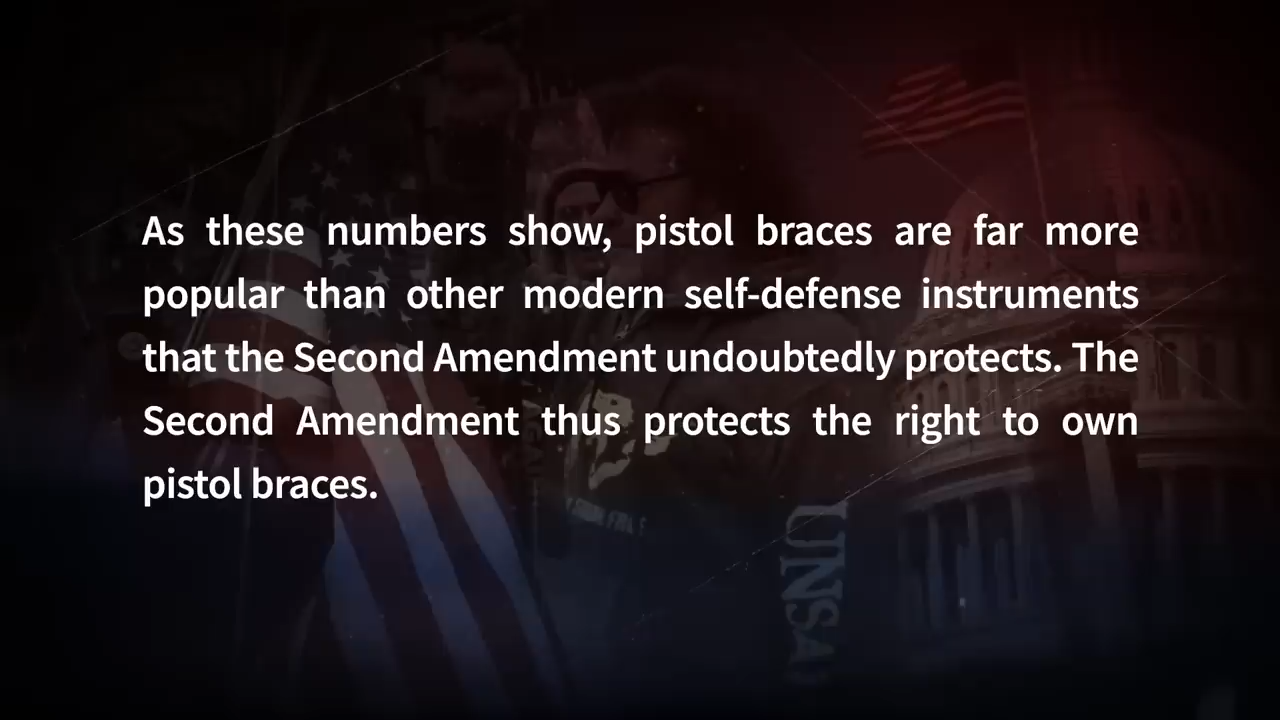 As these numbers show, pistol braces are far more
popular than other modern self-defense instruments
that the Second Amendment undoubtedly protects. The
Second Amendment thus protects the right to own
pistol braces.
UNSA